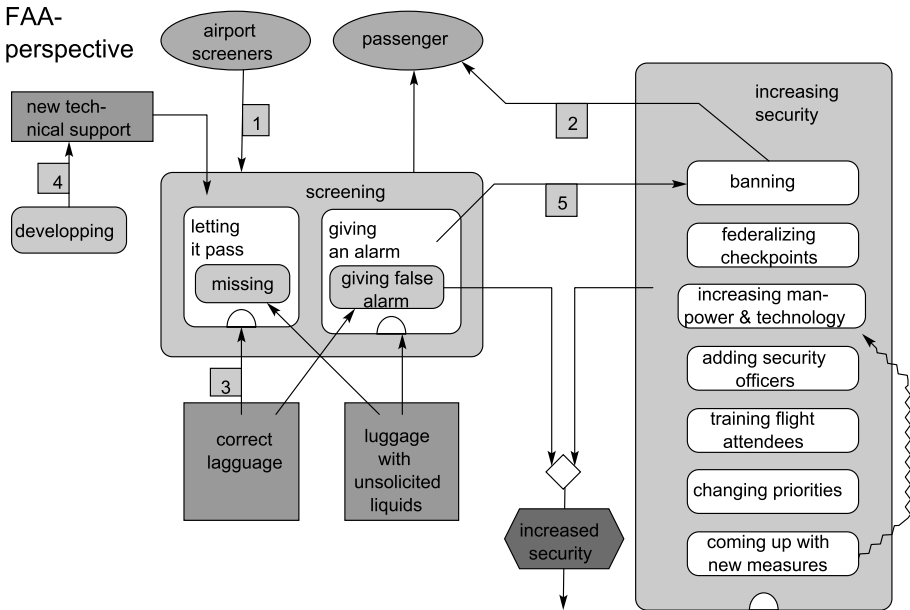 FAA-
perspective
airport
screeners
passenger
increasing
security
new tech-
nical support
1
2
banning
4
screening
5
developping
letting
it pass
giving
an alarm
federalizing
checkpoints
missing
giving false
alarm
increasing man-
power & technology
adding security
officers
3
correct
lagguage
luggage
with
unsolicited
liquids
training flight
attendees
changing priorities
increased
security
coming up with
new measures